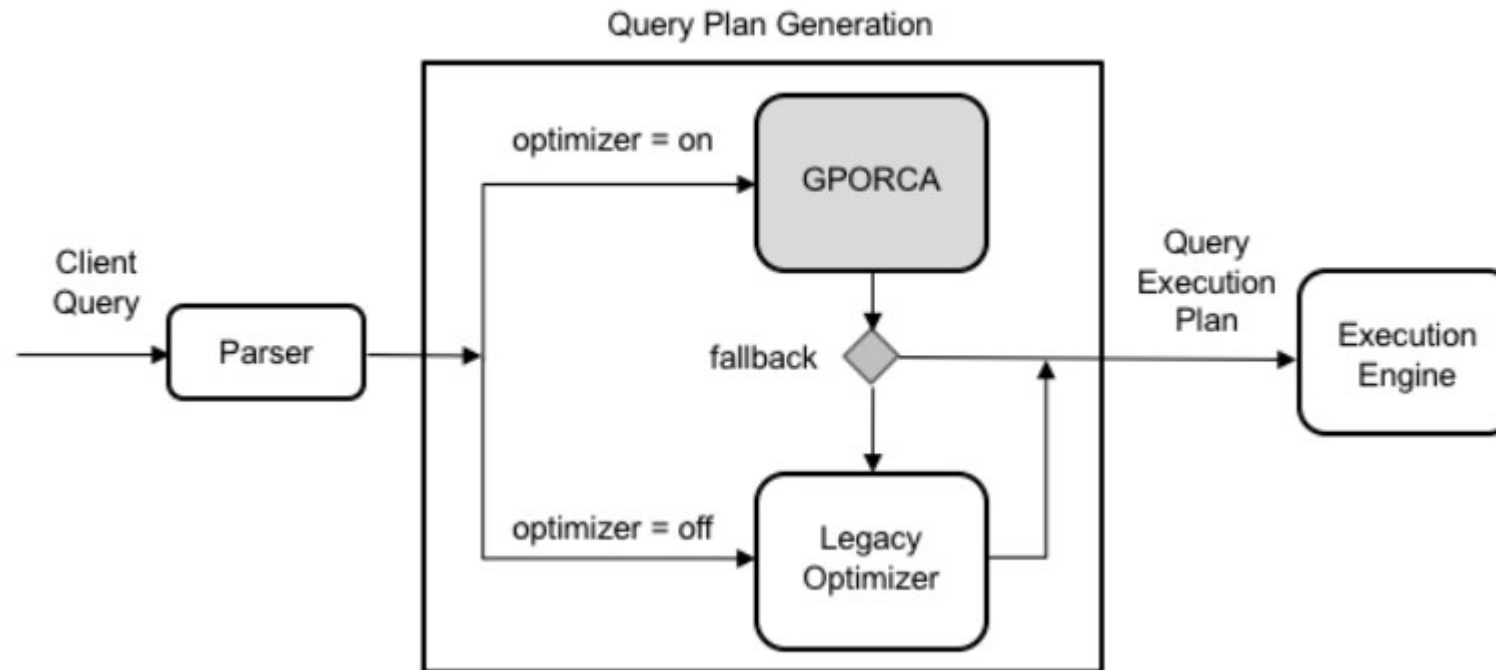 Query Plan Generation
optimizer = on
GPORCA
Client
Query
Parser
fallback
Query
Execution
Plan
Execution
Engine
optimizer = off
Legacy
Optimizer